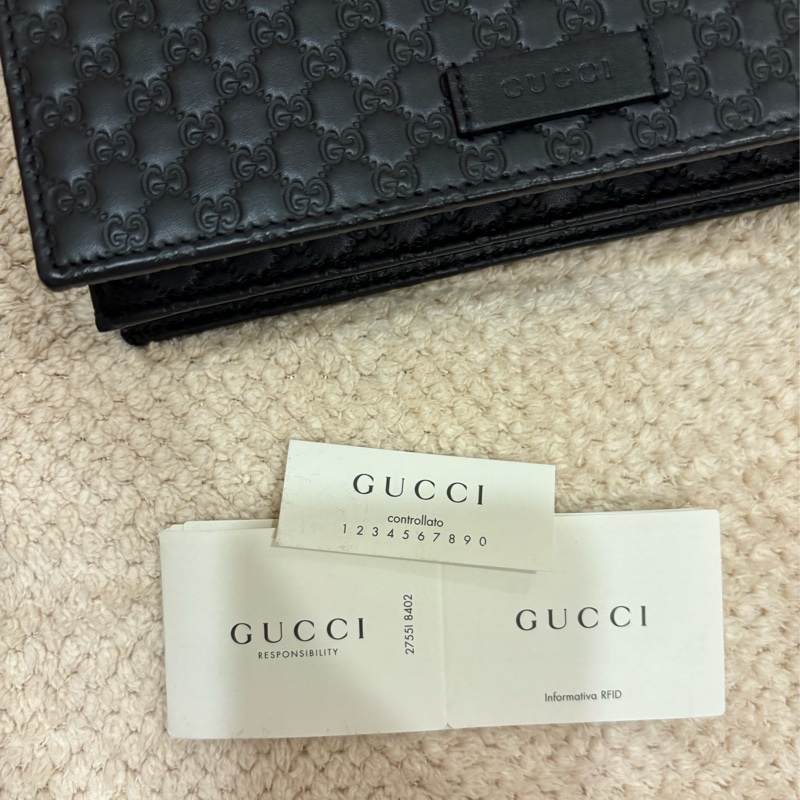 GUCCI
GUCCI
controllato
1 2 3 4 5 6 7 8 9 0
GUCCI
RESPONSIBILITY
2755I 8402
GUCCI
Informativa RFID